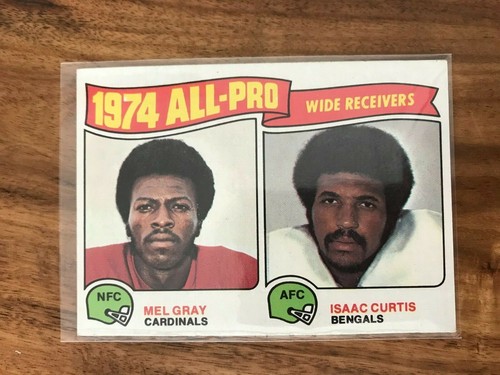 1974 ALL-PRO
WIDE RECEIVERS
NFC
MEL GRAY
CARDINALS
AFC
ISAAC CURTIS
BENGALS